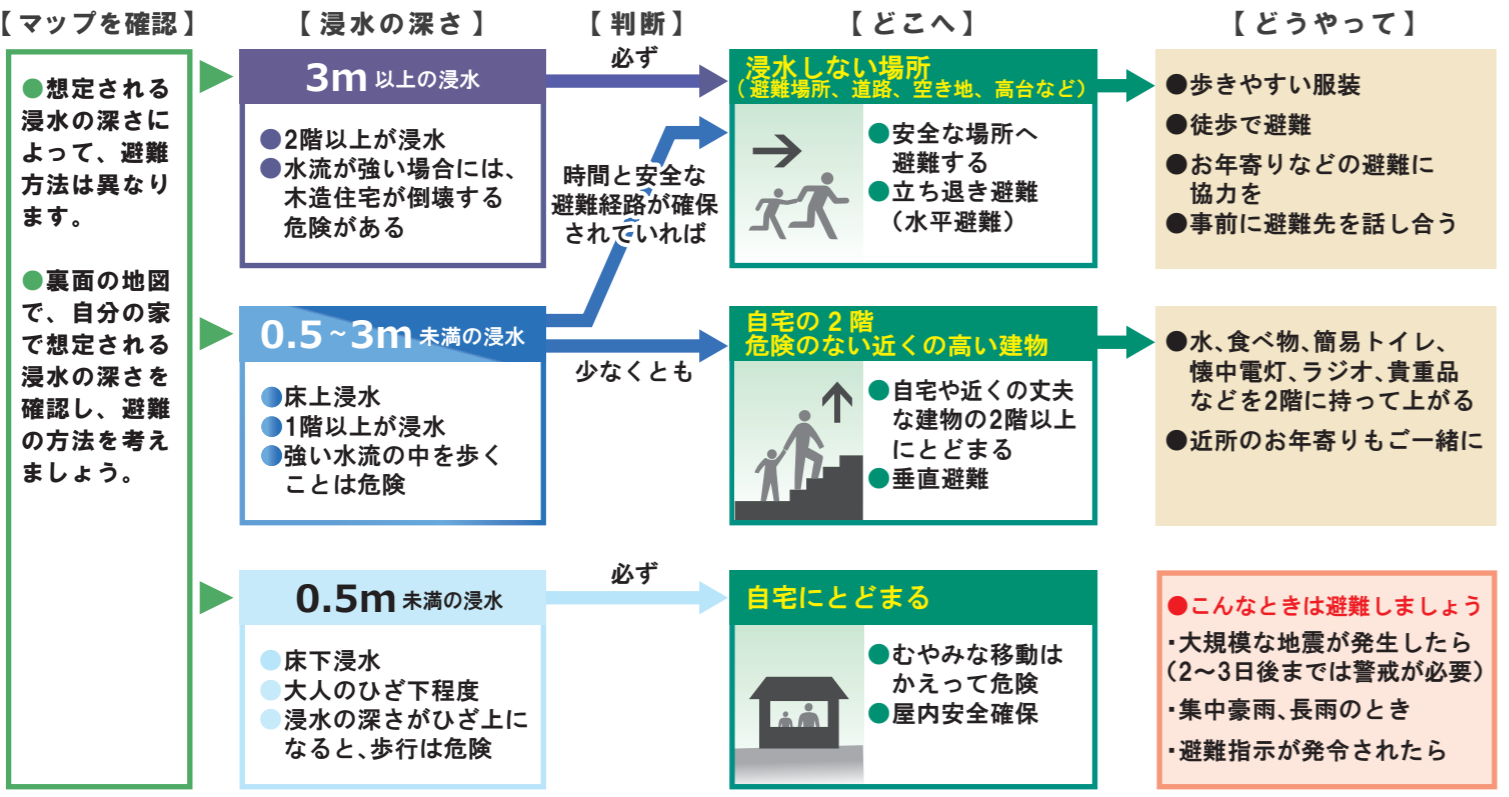 【マップを確認】
【浸水の深さ】
【判断】
【どこへ】
【どうやって】
●想定される
浸水の深さに
よって、避難
方法は異なり
ます。
●裏面の地図
で、自分の家
で想定される
浸水の深さを
確認し、避難
の方法を考え
ましょう。
3m 以上の浸水
●2階以上が浸水
●水流が強い場合には、
木造住宅が倒壊する
危険がある
必ず
浸水しない場所
（避難場所、道路、空き地、高台など）
●安全な場所へ
避難する
●立ち退き避難
（水平避難）
●歩きやすい服装
●徒歩で避難
●お年寄りなどの避難に
協力を
●事前に避難先を話し合う
時間と安全な
避難経路が確保
されていれば
0.5~3m 未満の浸水
●床上浸水
●1階以上が浸水
●強い水流の中を歩く
ことは危険
少なくとも
自宅の2階
危険のない近くの高い建物
●自宅や近くの丈夫
な建物の2階以上
にとどまる
●垂直避難
●水、食べ物、簡易トイレ、
懐中電灯、ラジオ、貴重品
などを2階に持って上がる
●近所のお年寄りもご一緒に
0.5m 未満の浸水
●床下浸水
●大人のひざ下程度
●浸水の深さがひざ上に
なると、歩行は危険
必ず
自宅にとどまる
●むやみな移動は
かえって危険
●屋内安全確保
●こんなときは避難しましょう
・大規模な地震が発生したら
（2〜3日後までは警戒が必要）
・集中豪雨、長雨のとき
・避難指示が発令されたら